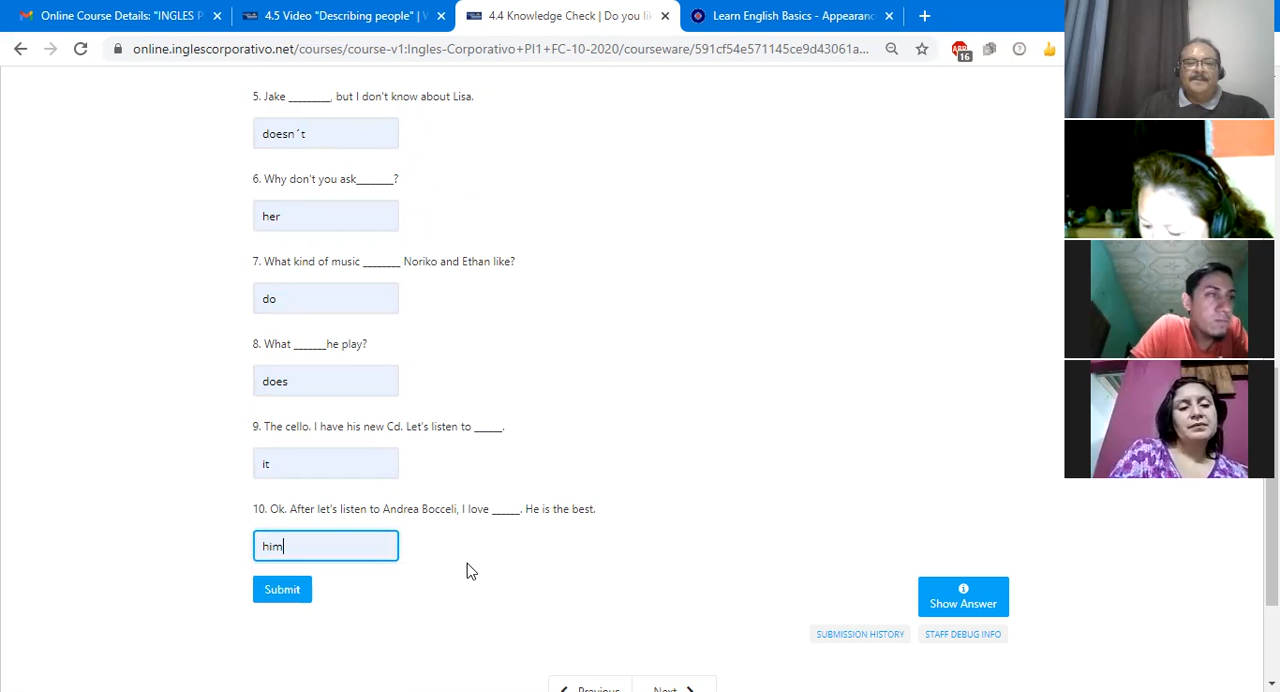 Online Course Details: "INGLES P
4.5 Video "Describing people" | V
4.4 Knowledge Check | Do you li
Learn English Basics - Appearanc
online.inglescorporativo.net/courses/course-v1:Ingles-Corporativo+PI1+FC-10-2020/courseware/591cf54e571145ce9d43061a...
ABP
16
5. Jake _________, but I don't know about Lisa.
doesn´t
6. Why don't you ask_______?
her
7. What kind of music _______ Noriko and Ethan like?
do
8. What ______he play?
does
9. The cello. I have his new Cd. Let's listen to _____.
it
10. Ok. After let's listen to Andrea Bocceli, I love _____. He is the best.
him
Submit
Show Answer
SUBMISSION HISTORY
STAFF DEBUG INFO
Previous
Next